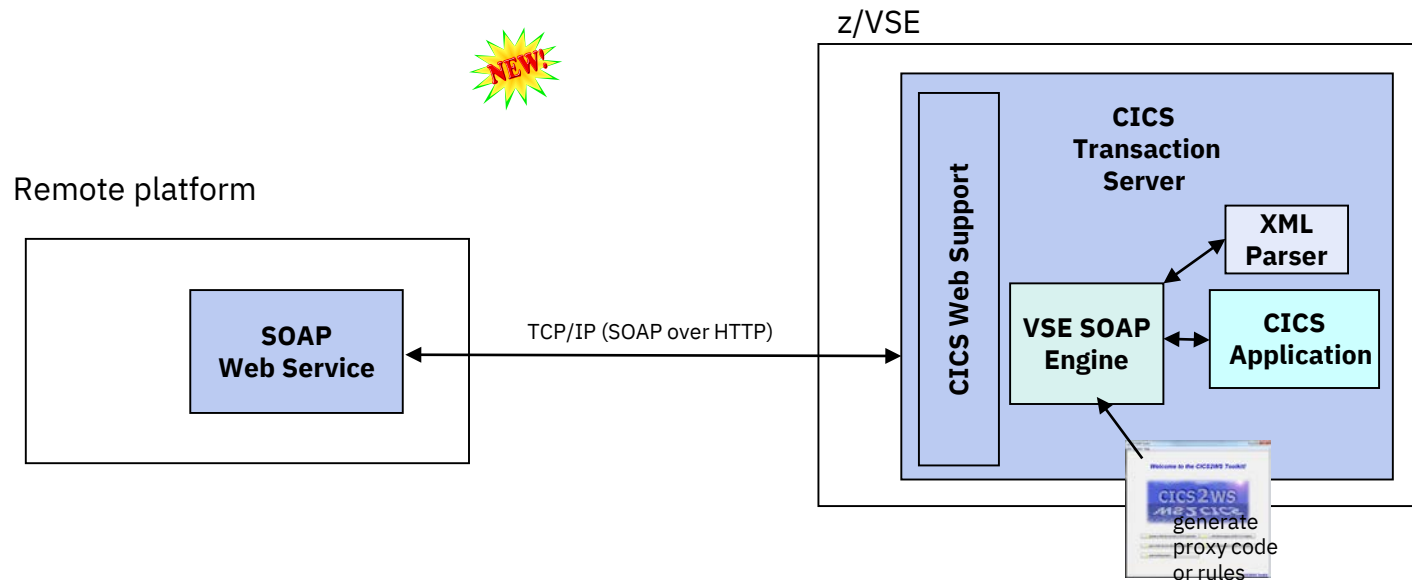 z/VSE
NEW!
CICS
Transaction
Server
Remote platform
CICS Web Support
XML
Parser
SOAP
Web Service
TCP/IP (SOAP over HTTP)
VSE SOAP
Engine
CICS
Application
Welcome to the CICS2WS Toolkit!
CICS2WS
generate
proxy code
or rules